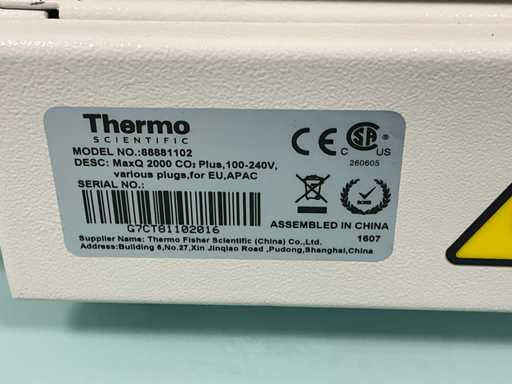 Thermo
SCIENTIFIC
MODEL NO.:88881102
DESC: MaxQ 2000 CO₂ Plus,100-240V,
various plugs,for EU,APAC
SERIAL NO.:
G7CT81102016
CE
CSA
C US
260605
ROHS
ASSEMBLED IN CHINA
1607
Supplier Name: Thermo Fisher Scientific (China) Co.,Ltd.
Address:Building 6,No.27,Xin Jinqiao Road ,Pudong,Shanghai,China